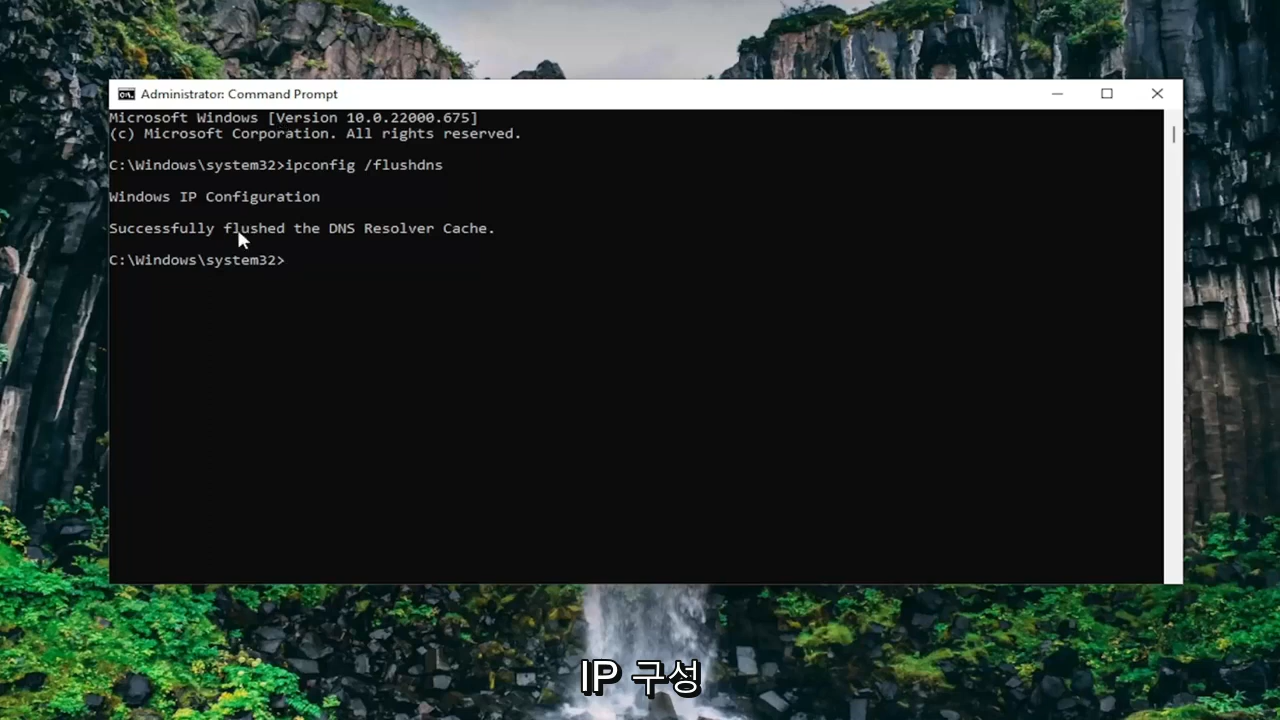 Administrator: Command Prompt
Microsoft Windows [Version 10.0.22000.675]
(c) Microsoft Corporation. All rights reserved.
C:\Windows\system32>ipconfig /flushdns
Windows IP Configuration
Successfully flushed the DNS Resolver Cache.
C:\Windows\system32>
IP 구성